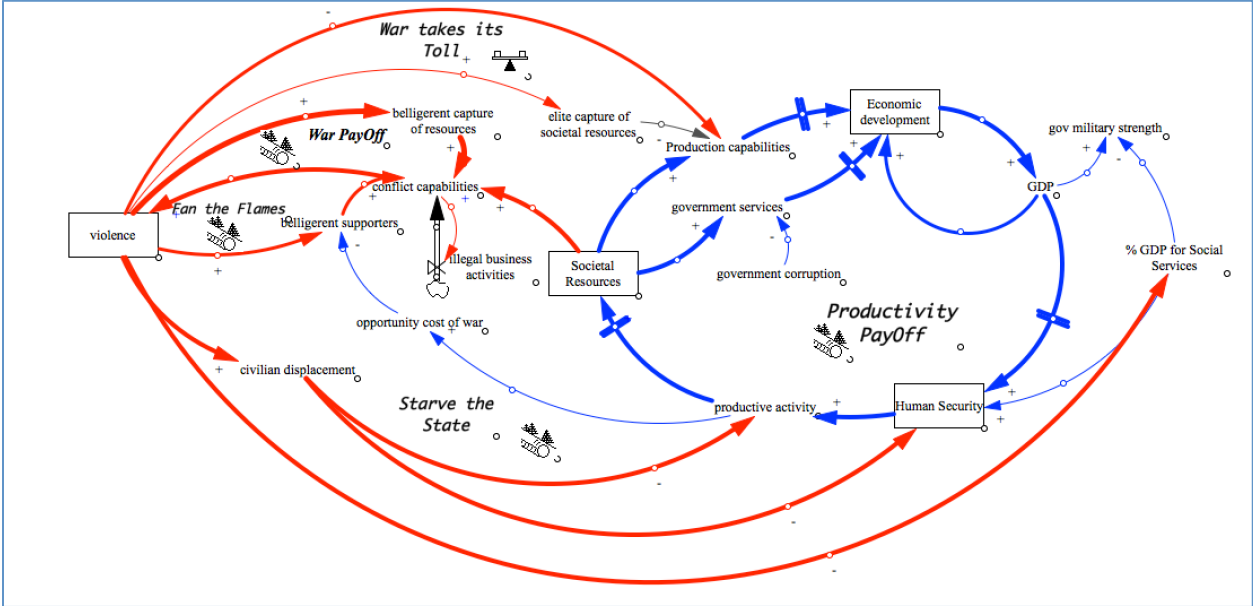 War takes its
Toll
belligerent capture
of resources
elite capture of
societal resources
Economic
development
gov military strength
War PayOff
Production capabilities
conflict capabilities
GDP
Fan the Flames
belligerent supporters
government services
violence
illegal business
activities
Societal
Resources
government corruption
% GDP for Social
Services
Productivity
PayOff
opportunity cost of war
civilian displacement
Starve the
State
productive activity
Human Security